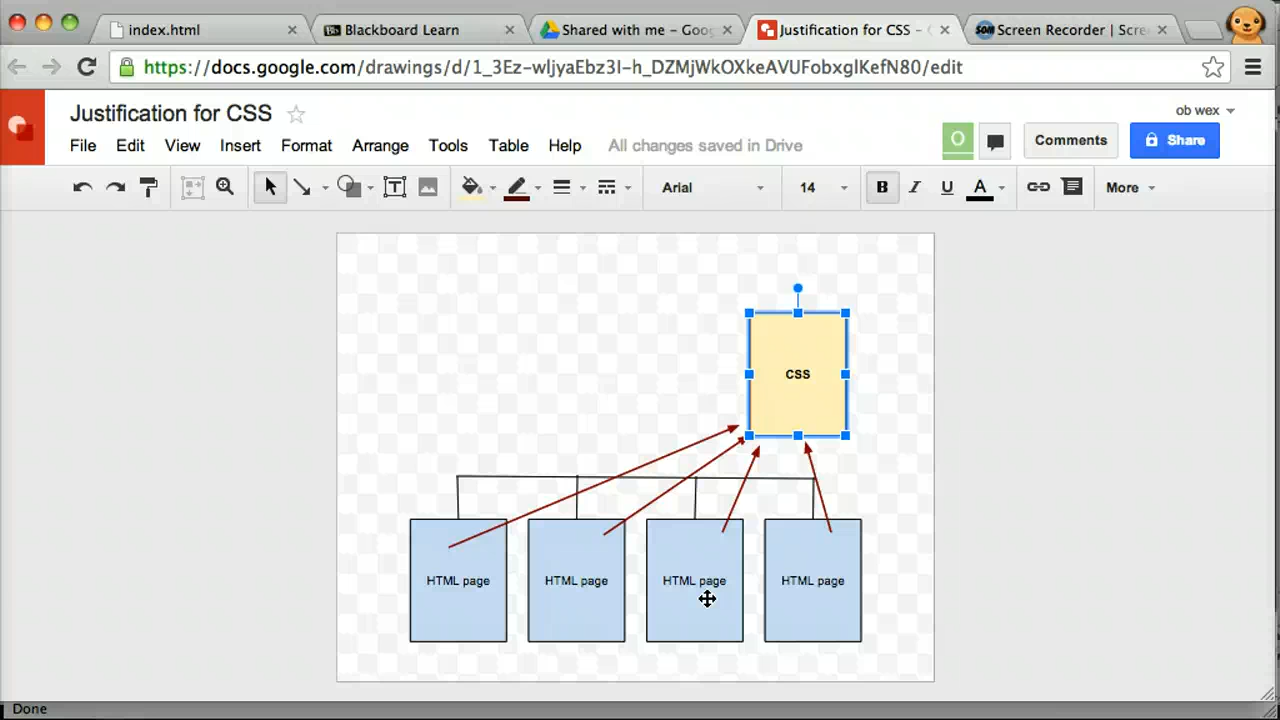 index.html
Blackboard Learn
Shared with me - Goog
Justification for CSS -
Screen Recorder | Scre
https://docs.google.com/drawings/d/1_3Ez-wljyaEbz3I-h_DZMjWkOXkeAVUFobxglKefN80/edit
Justification for CSS
ob wex
File Edit View Insert Format Arrange Tools Table Help All changes saved in Drive
O
Comments
Share
Arial
14
B I U A
More
CSS
HTML page HTML page HTML page HTML page
Done